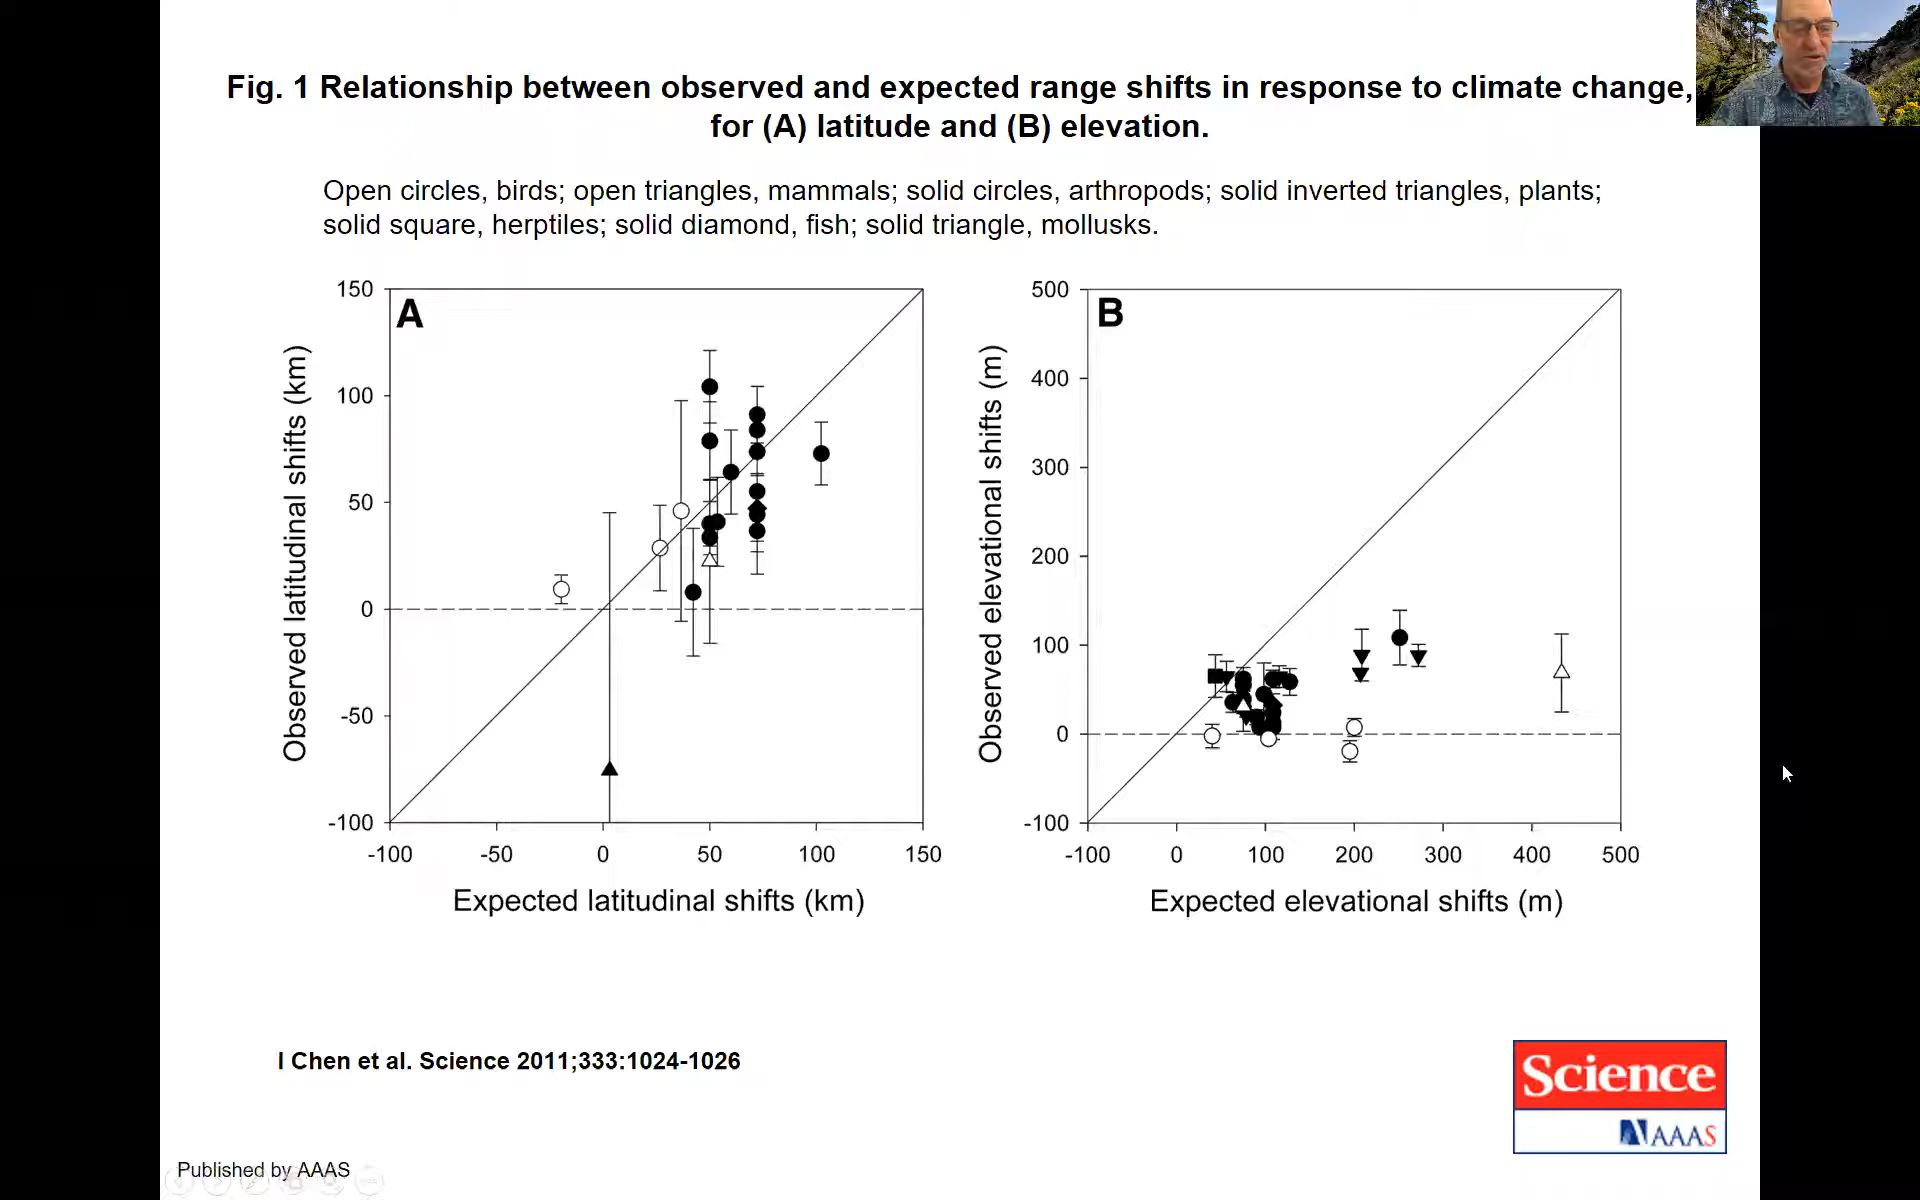 Fig. 1 Relationship between observed and expected range shifts in response to climate change,
for (A) latitude and (B) elevation.
Open circles, birds; open triangles, mammals; solid circles, arthropods; solid inverted triangles, plants;
solid square, herptiles; solid diamond, fish; solid triangle, mollusks.
A
150
100
50
0
-50
-100
-100 -50 0 50 100 150
Observed latitudinal shifts (km)
Expected latitudinal shifts (km)
B
500
400
300
200
100
0
-100
-100 0 100 200 300 400 500
Observed elevational shifts (m)
Expected elevational shifts (m)
I Chen et al. Science 2011;333:1024-1026
Science
AAAS
Published by AAAS